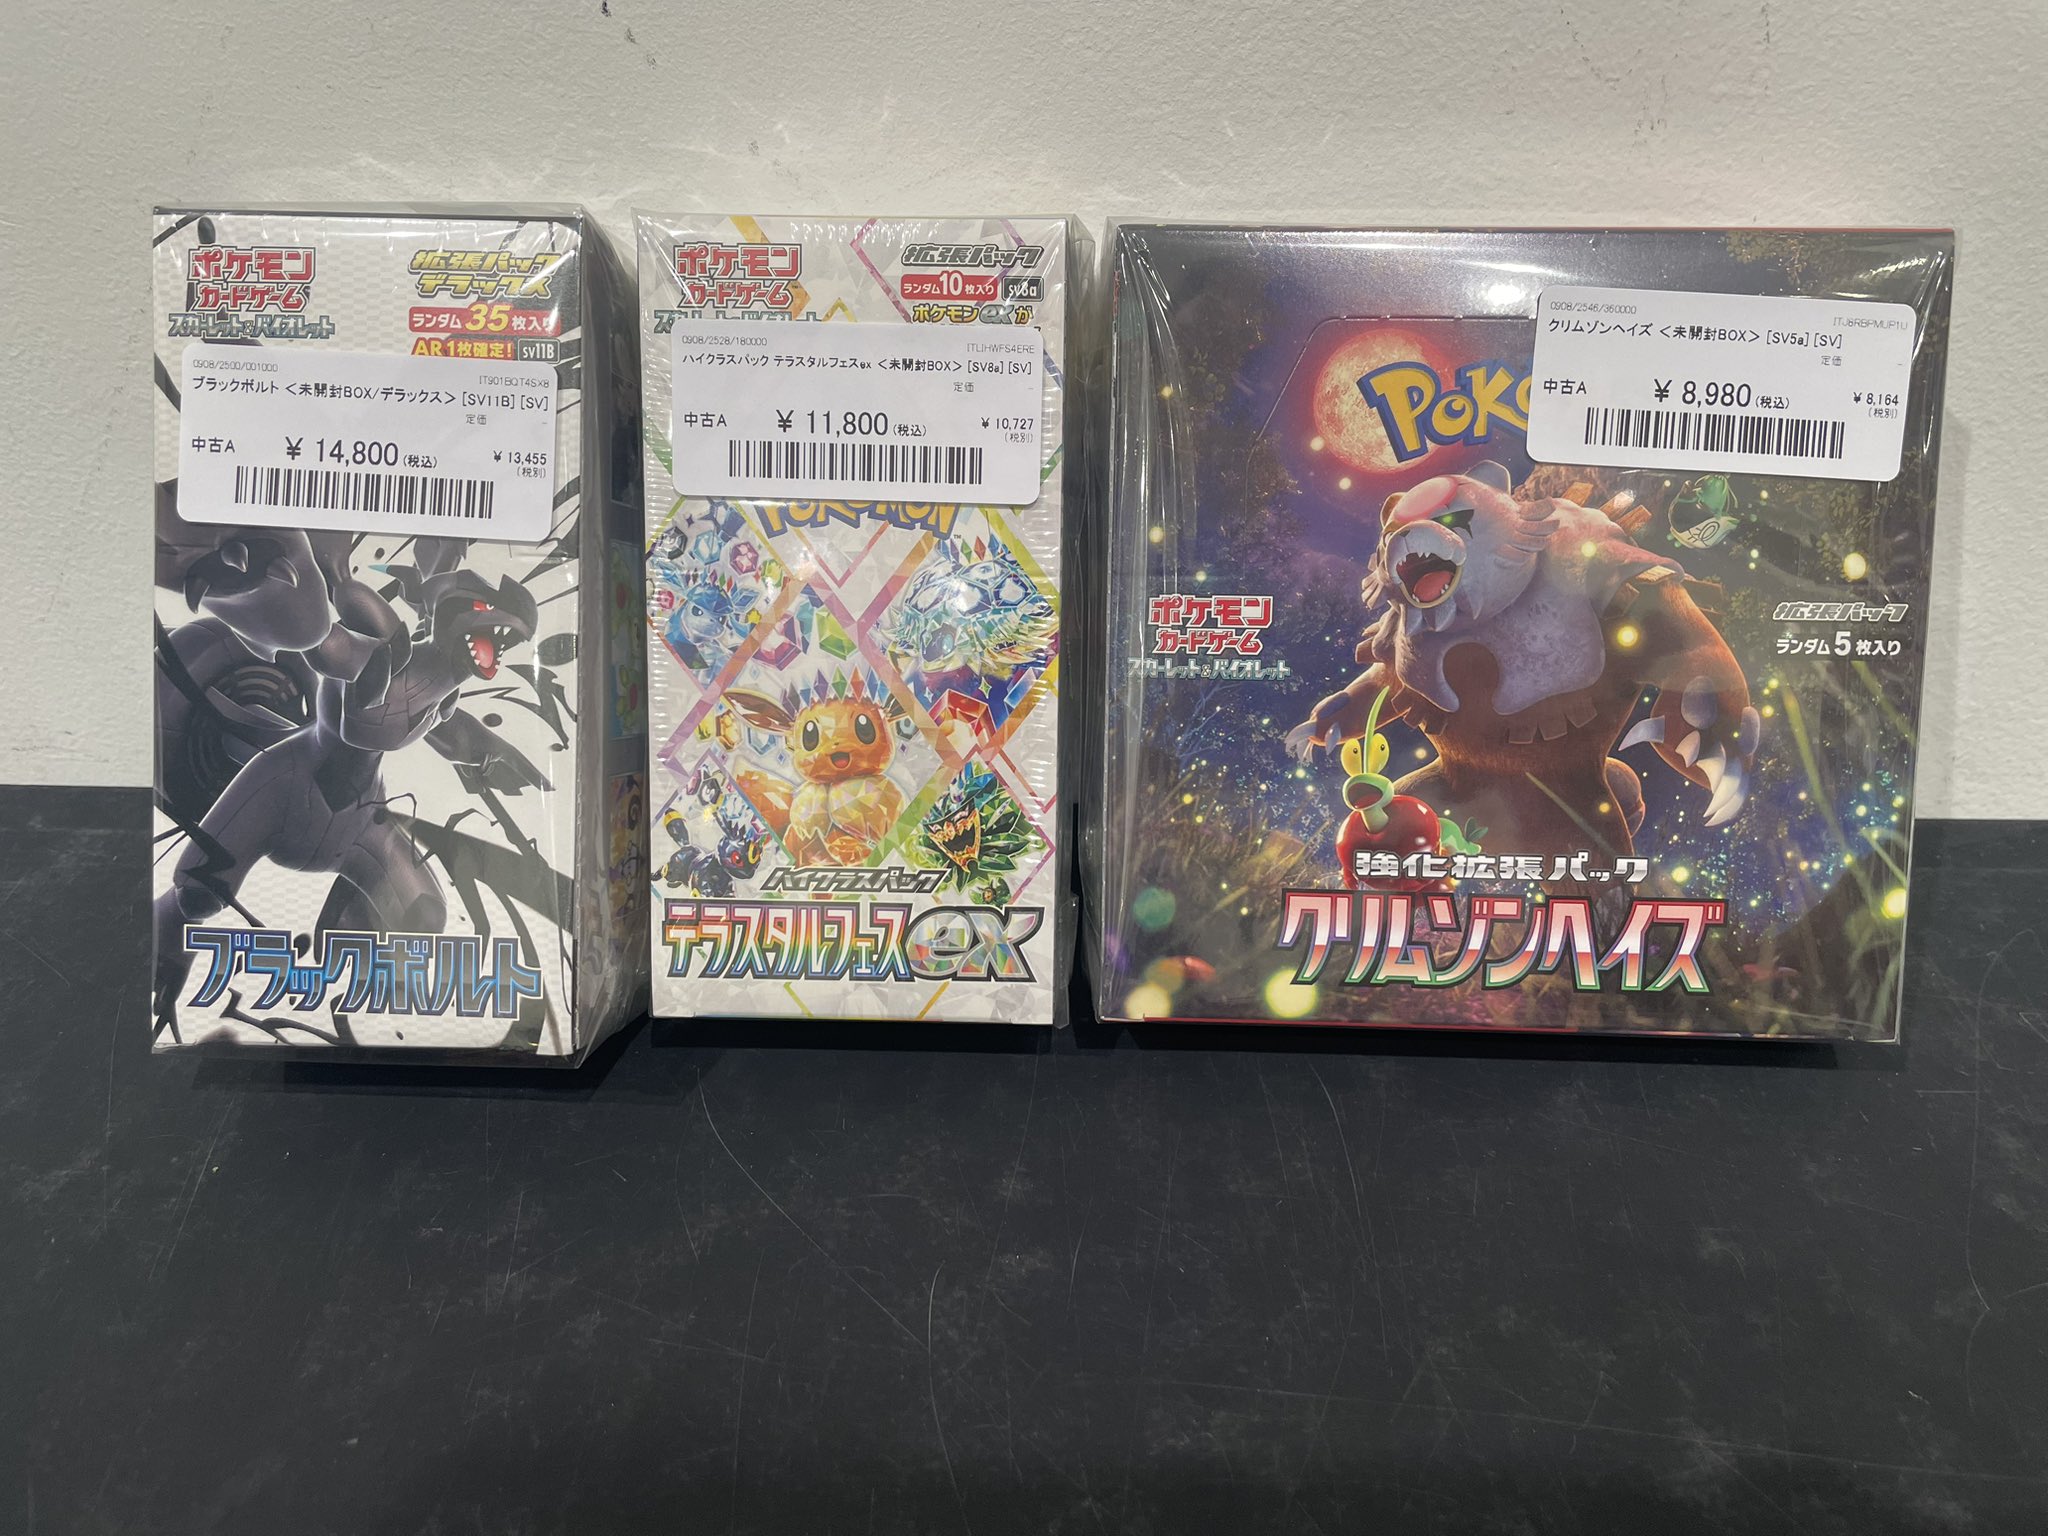 ポケモン
カードゲーム
スカーレット&バイオレット
拡張パック
デラックス
ランダム35枚入り
AR1枚確定! SV11B
0908/2500/001000
IT901BQT4SX8
ブラックボルト <未開封BOX/デラックス> [SV11B] [SV]
定価 -
中古A ¥ 14,800 (税込) ¥ 13,455
(税別)
ブラックボルト
ポケモン
カードゲーム
拡張パック
ランダム10枚入り sv8a
ポケモンexが
0908/2528/180000
ITLIHWFS4ERE
ハイクラスパック テラスタルフェスex <未開封BOX> [SV8a] [SV]
定価 -
中古A ¥ 11,800 (税込) ¥ 10,727
(税別)
POKÉMON
ハイクラスパック
テラスタルフェスex
0908/2546/360000
ITJ6RBPMUP1U
クリムゾンヘイズ <未開封BOX> [SV5a] [SV]
定価 -
中古A ¥ 8,980 (税込) ¥ 8,164
(税別)
ポケモン
カードゲーム
スカーレット&バイオレット
拡張パック
ランダム5枚入り
強化拡張パック
クリムゾンヘイズ